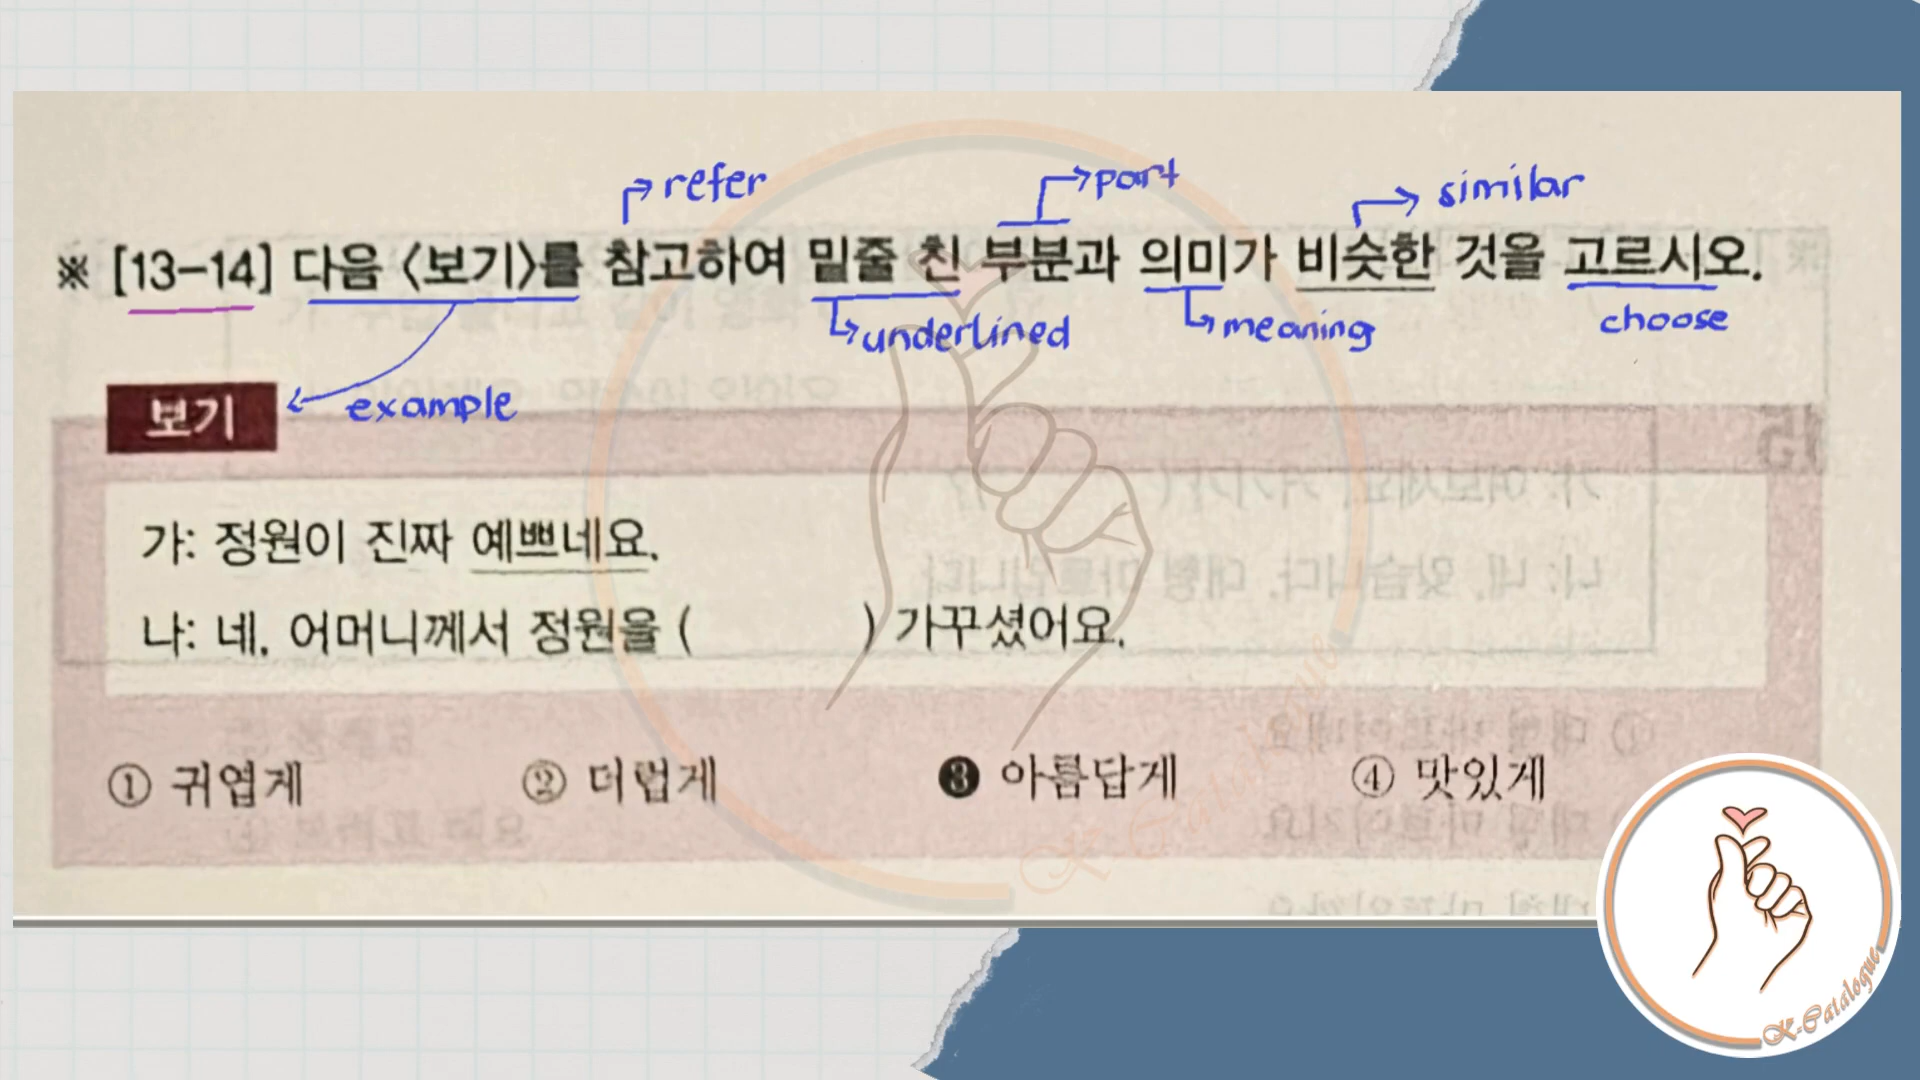 refer
part
similar
※ [13-14] 다음 〈보기〉를 참고하여 밑줄 친 부분과 의미가 비슷한 것을 고르시오.
underlined
meaning
choose
보기
example
가: 정원이 진짜 예쁘네요.
나: 네, 어머니께서 정원을 ( ) 가꾸셨어요.
① 귀엽게 ② 더럽게 ❸ 아름답게 ④ 맛있게
K-Catalogue
K-Catalogue